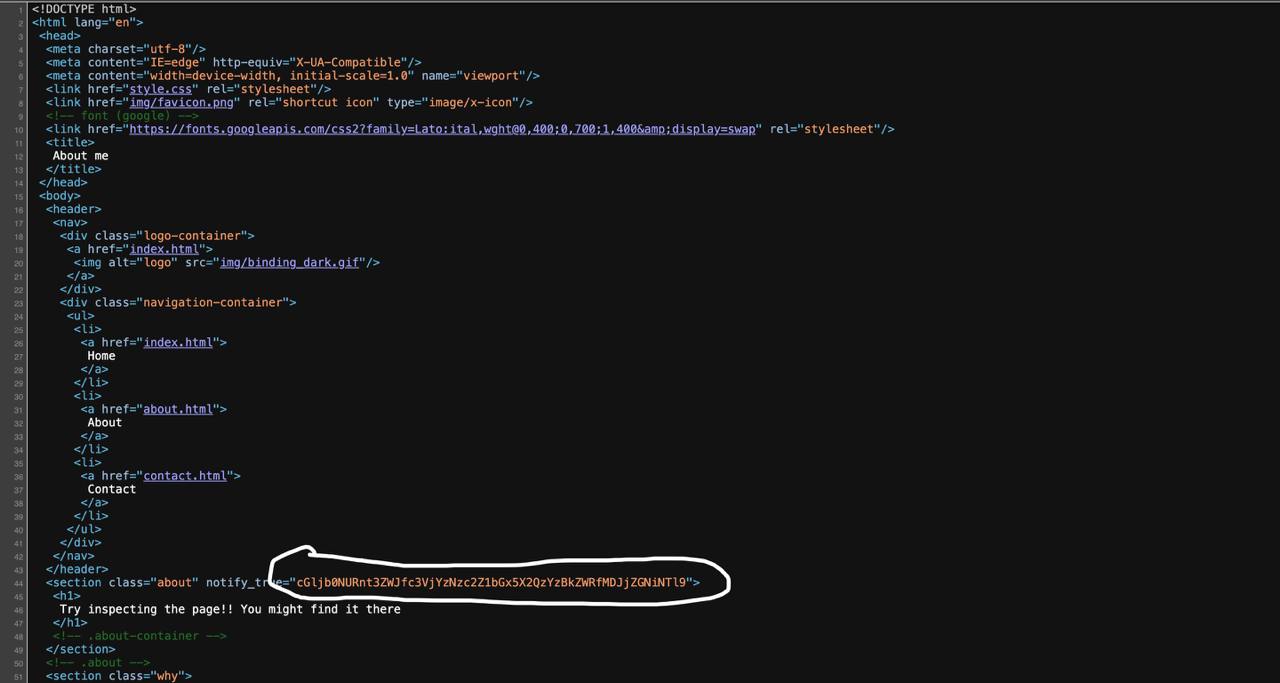 1 <!DOCTYPE html>
2 <html lang="en">
3 <head>
4 <meta charset="utf-8"/>
5 <meta content="IE=edge" http-equiv="X-UA-Compatible"/>
6 <meta content="width=device-width, initial-scale=1.0" name="viewport"/>
7 <link href="style.css" rel="stylesheet"/>
8 <link href="img/favicon.png" rel="shortcut icon" type="image/x-icon"/>
9 <!-- font (google) -->
10 <link href="https://fonts.googleapis.com/css2?family=Lato:ital,wght@0,400;0,700;1,400&amp;display=swap" rel="stylesheet"/>
11 <title>
12 About me
13 </title>
14 </head>
15 <body>
16 <header>
17 <nav>
18 <div class="logo-container">
19 <a href="index.html">
20 <img alt="logo" src="img/binding_dark.gif"/>
21 </a>
22 </div>
23 <div class="navigation-container">
24 <ul>
25 <li>
26 <a href="index.html">
27 Home
28 </a>
29 </li>
30 <li>
31 <a href="about.html">
32 About
33 </a>
34 </li>
35 <li>
36 <a href="contact.html">
37 Contact
38 </a>
39 </li>
40 </ul>
41 </div>
42 </nav>
43 </header>
44 <section class="about" notify_true="cGljb0NURnt3ZWJfc3VjYzNzc2Z1bGx5X2QzYzBkZWRfMDJjZGNiNTl9">
45 <h1>
46 Try inspecting the page!! You might find it there
47 </h1>
48 <!-- .about-container -->
49 </section>
50 <!-- .about -->
51 <section class="why">